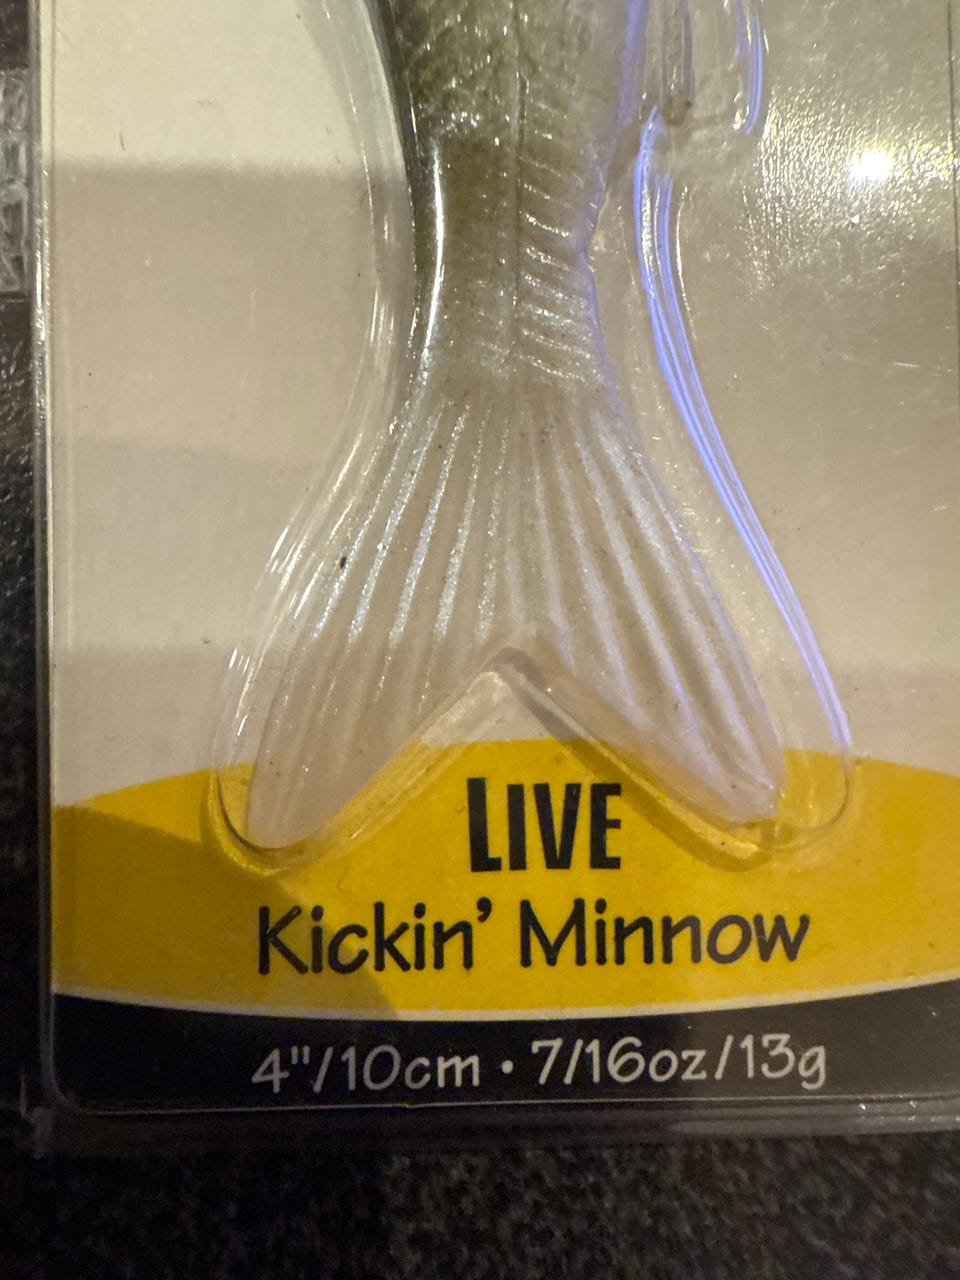 LIVE
Kickin' Minnow
4"/10cm • 7/16oz/13g